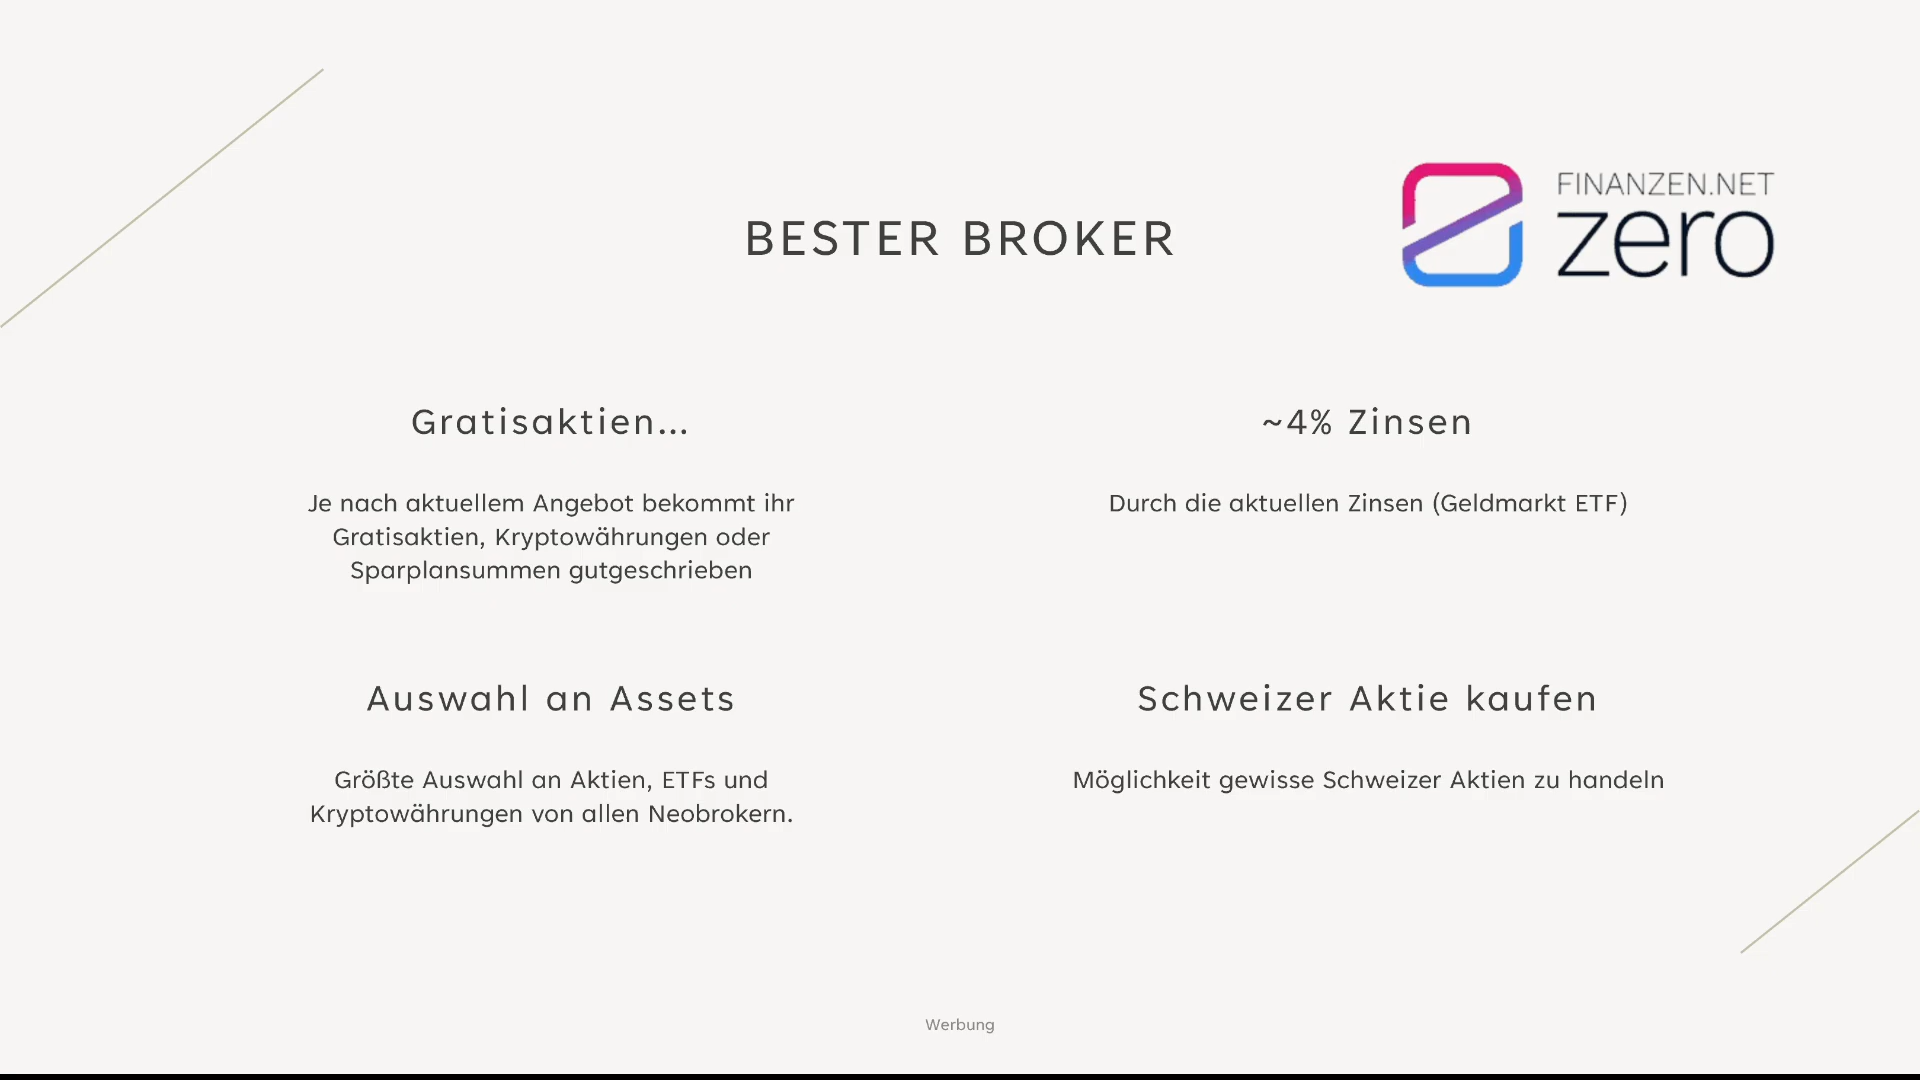 FINANZEN.NET
zero
BESTER BROKER
Gratisaktien...
Je nach aktuellem Angebot bekommt ihr
Gratisaktien, Kryptowährungen oder
Sparplansummen gutgeschrieben
~4% Zinsen
Durch die aktuellen Zinsen (Geldmarkt ETF)
Auswahl an Assets
Größte Auswahl an Aktien, ETFs und
Kryptowährungen von allen Neobrokern.
Schweizer Aktie kaufen
Möglichkeit gewisse Schweizer Aktien zu handeln
Werbung